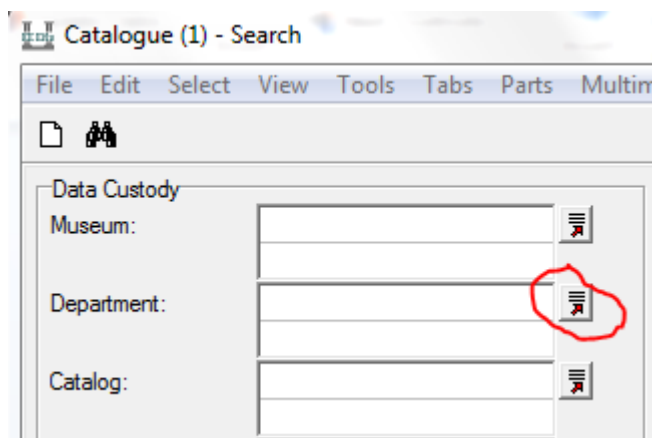 Catalogue (1) - Search
File Edit Select View Tools Tabs Parts Multim
Data Custody
Museum:
Department:
Catalog: